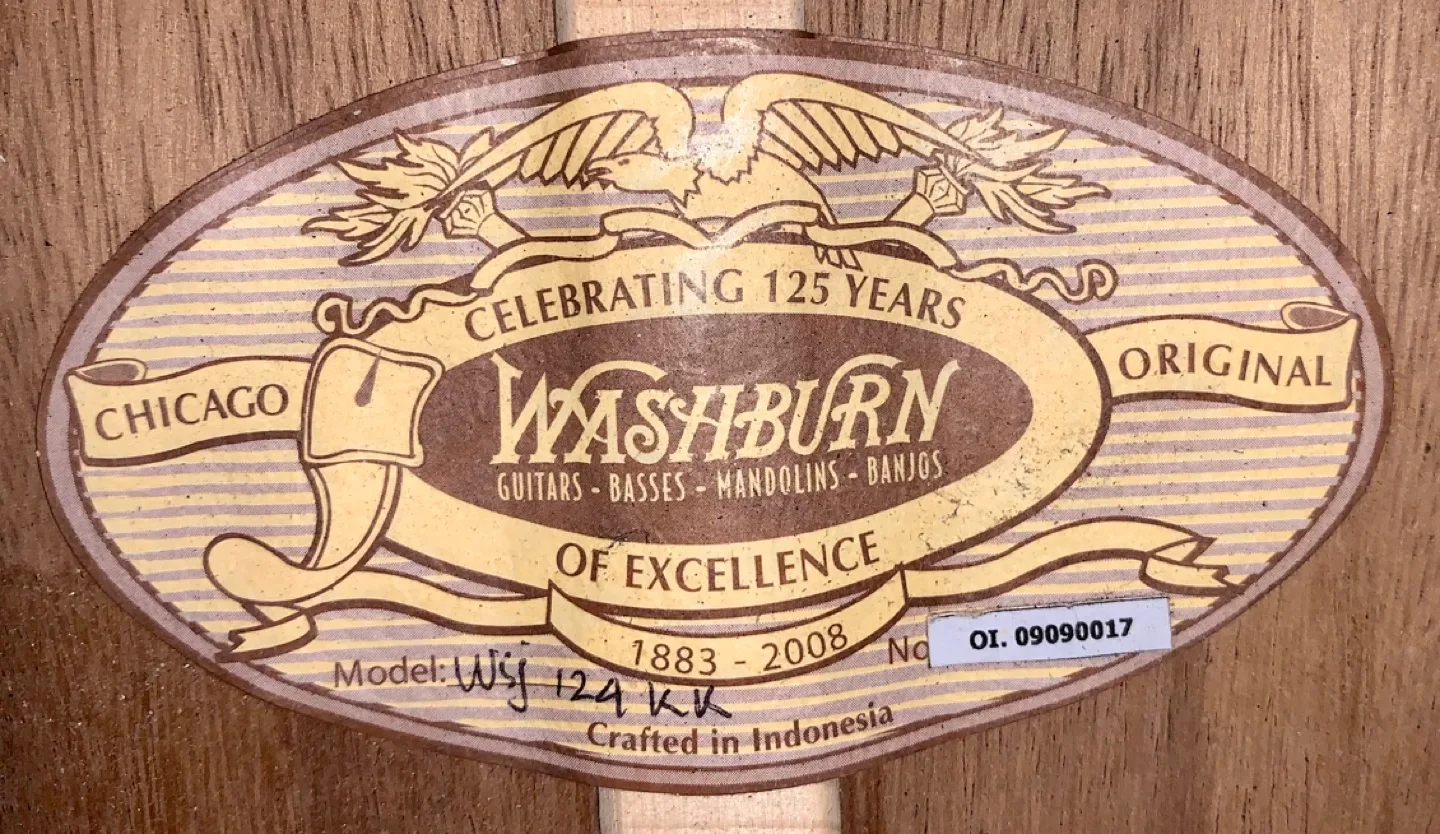 CELEBRATING 125 YEARS
CHICAGO
ORIGINAL
WASHBURN
GUITARS - BASSES - MANDOLINS - BANJOS
OF EXCELLENCE
1883 - 2008
Model: WSJ 124 KK
No OI. 09090017
Crafted in Indonesia